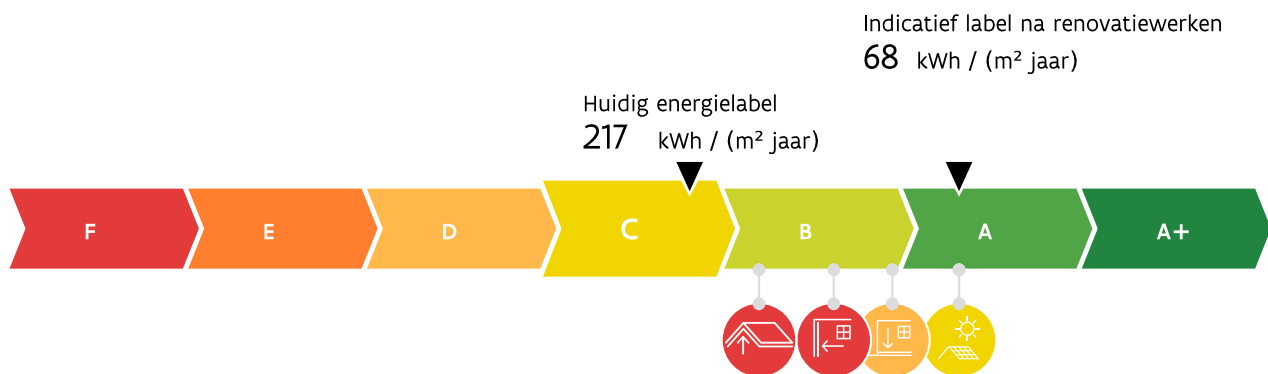 Indicatief label na renovatiewerken
68 kWh / (m² jaar)
Huidig energielabel
217 kWh / (m² jaar)
F E D C B A A+